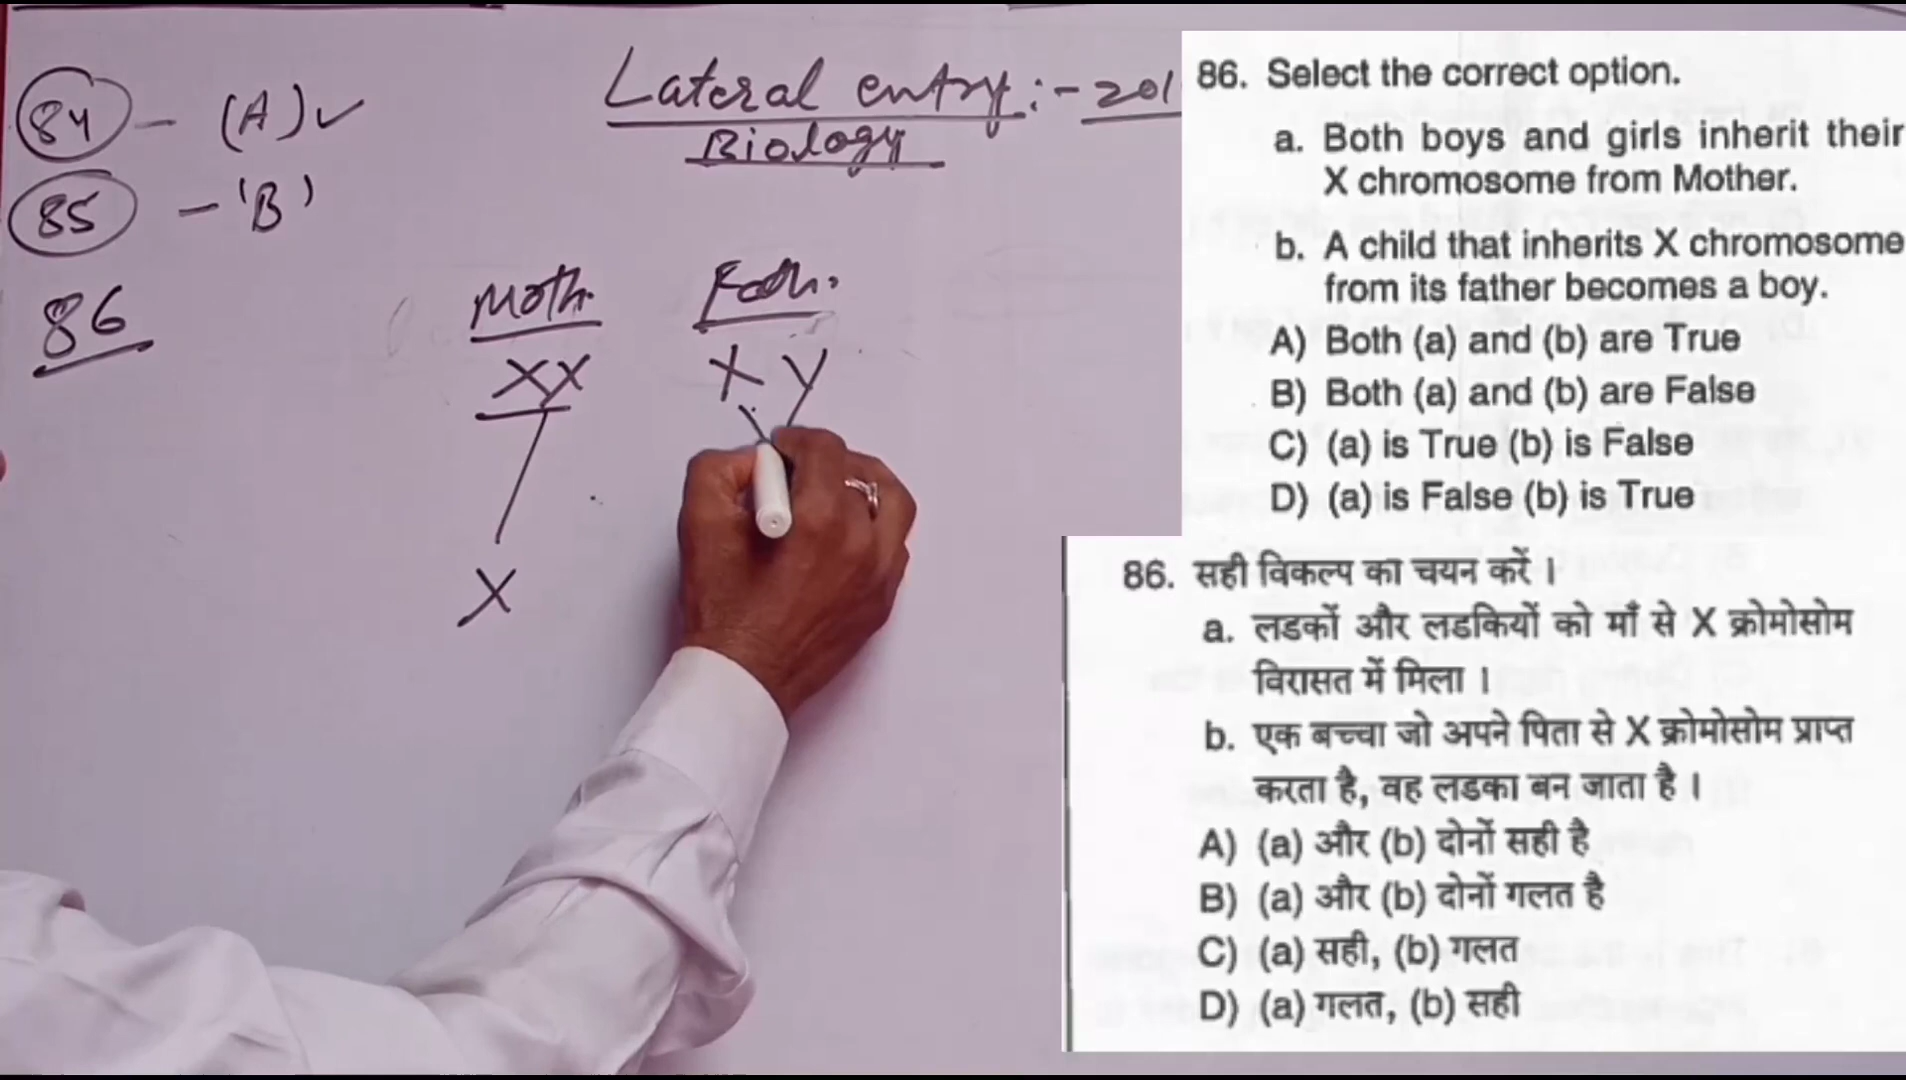 84 - (A) ✓
85 - 'B'
86
Lateral entry :- 201
Biology
Moth. Fath.
XX X Y
X
86. Select the correct option.
a. Both boys and girls inherit their
X chromosome from Mother.
b. A child that inherits X chromosome
from its father becomes a boy.
A) Both (a) and (b) are True
B) Both (a) and (b) are False
C) (a) is True (b) is False
D) (a) is False (b) is True
86. सही विकल्प का चयन करें ।
a. लडकों और लडकियों को माँ से X क्रोमोसोम
विरासत में मिला ।
b. एक बच्चा जो अपने पिता से X क्रोमोसोम प्राप्त
करता है, वह लडका बन जाता है ।
A) (a) और (b) दोनों सही है
B) (a) और (b) दोनों गलत है
C) (a) सही, (b) गलत
D) (a) गलत, (b) सही